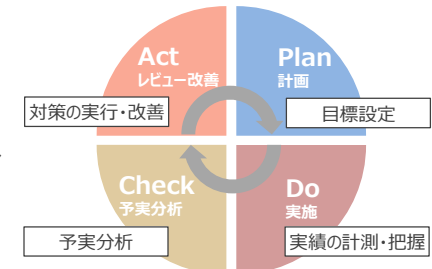 Act
レビュー改善
Plan
計画
対策の実行・改善
目標設定
Check
予実分析
Do
実施
予実分析
実績の計測・把握